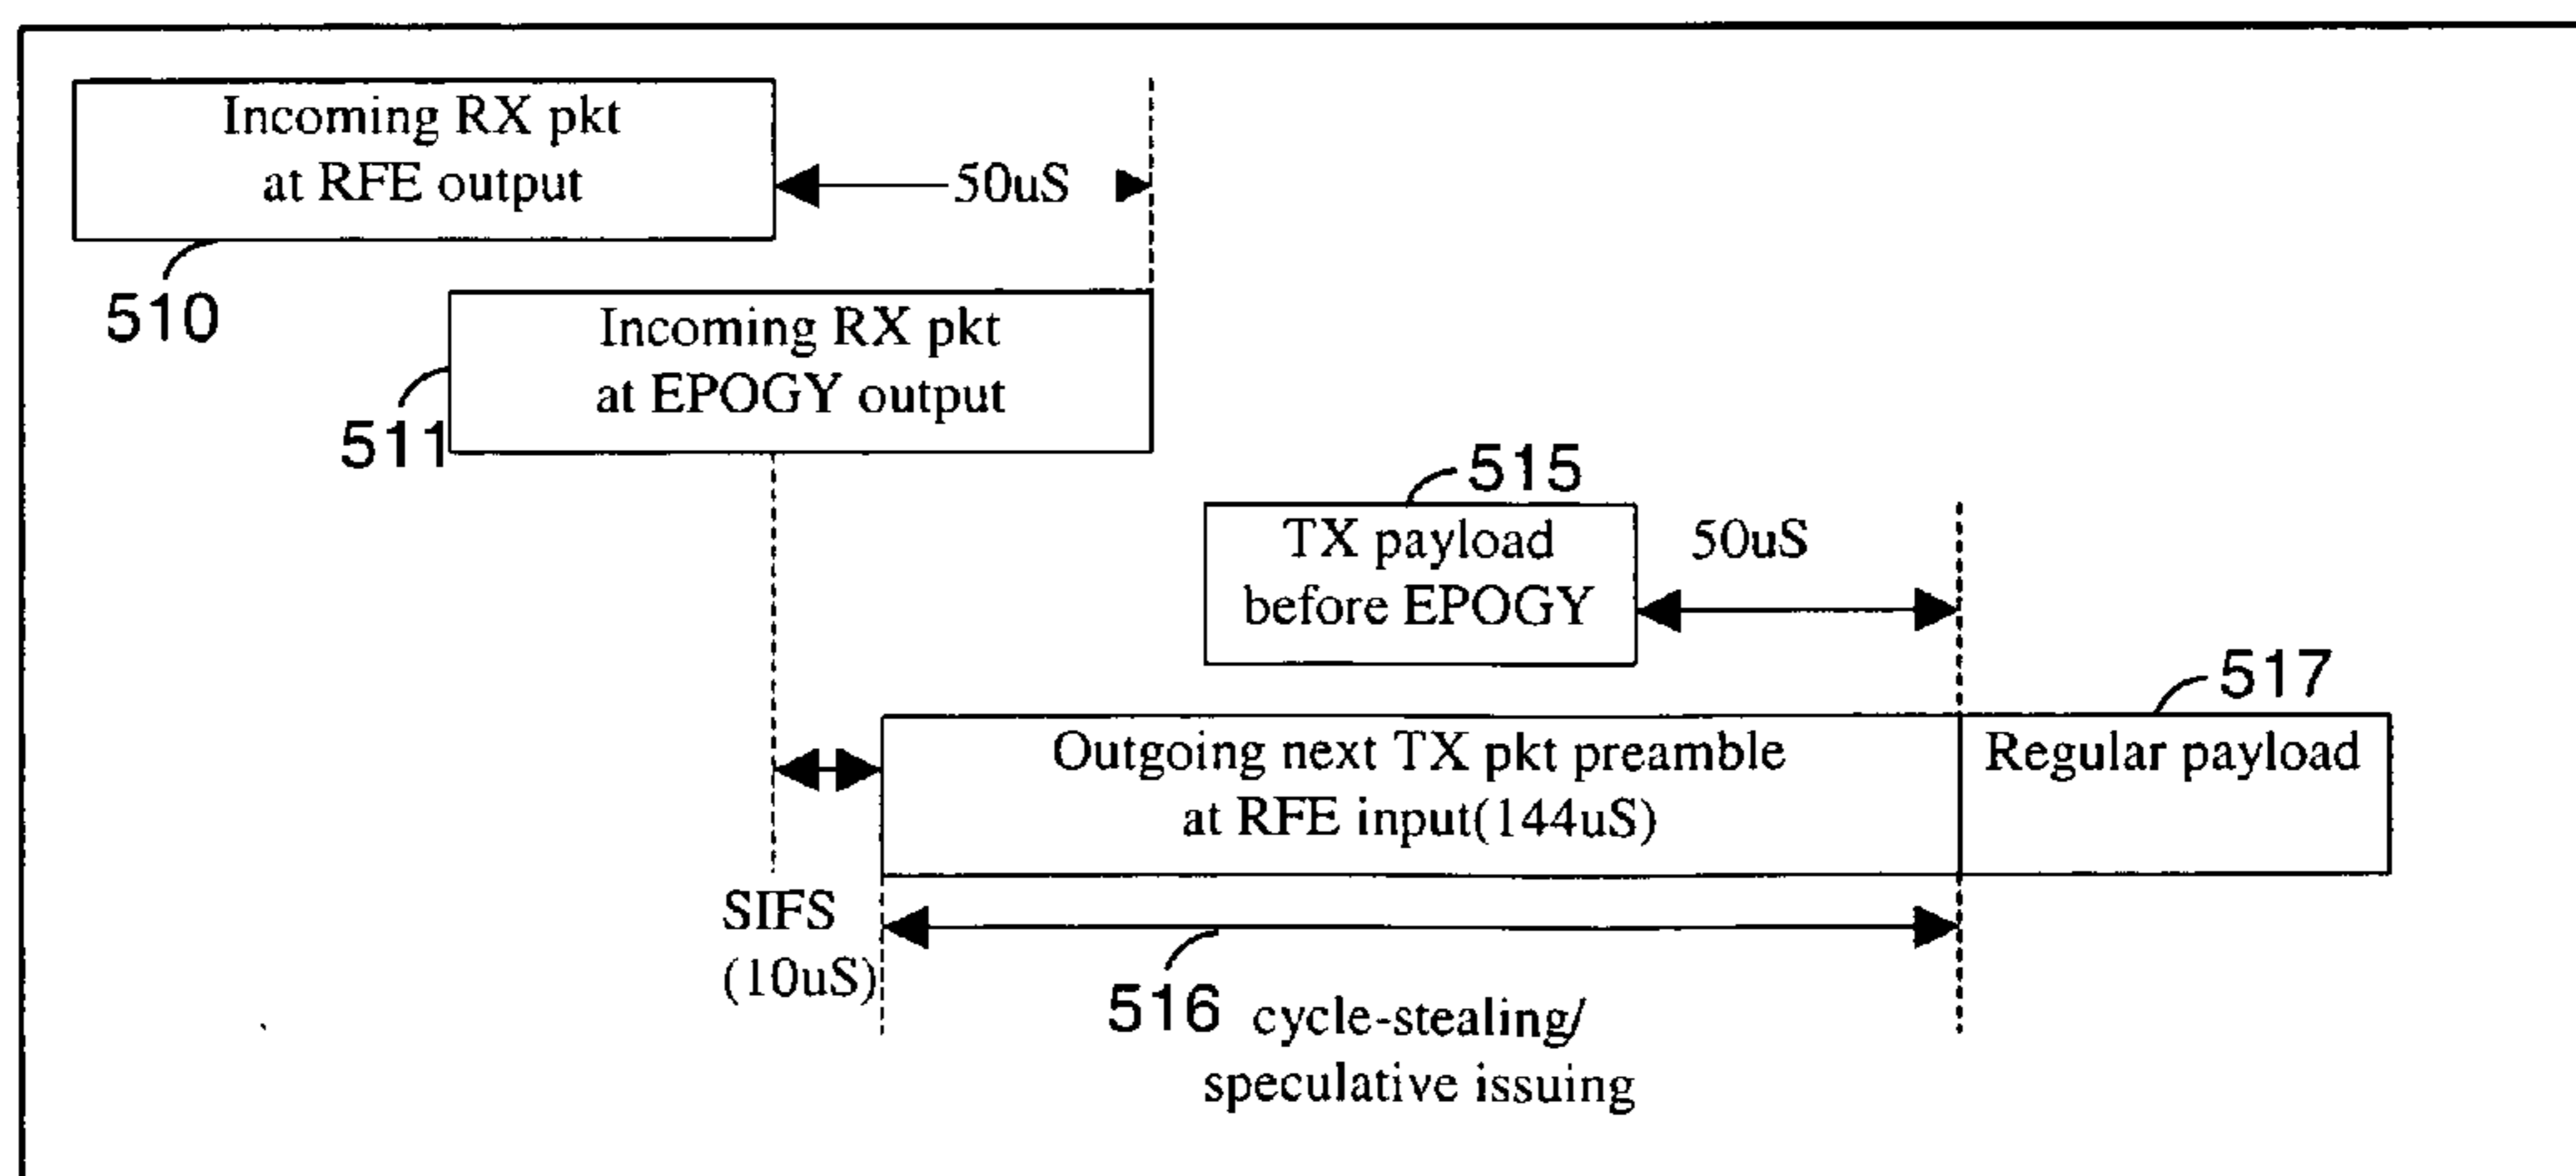 Incoming RX pkt
at RFE output
50uS
510
Incoming RX pkt
at EPOGY output
511
515
TX payload
before EPOGY
50uS
517
Outgoing next TX pkt preamble
at RFE input(144uS)
Regular payload
SIFS
(10uS)
516 cycle-stealing/
speculative issuing